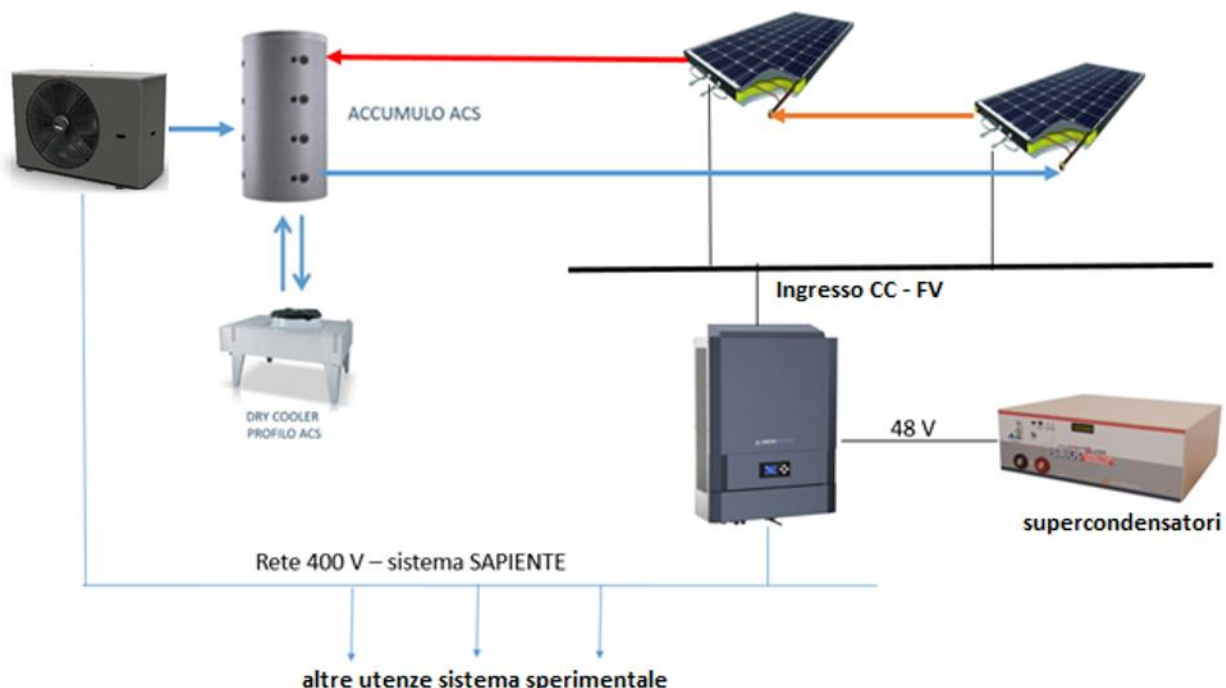 ACCUMULO ACS
Ingresso CC - FV
DRY COOLER
PROFILO ACS
48 V
supercondensatori
Rete 400 V – sistema SAPIENTE
altre utenze sistema sperimentale